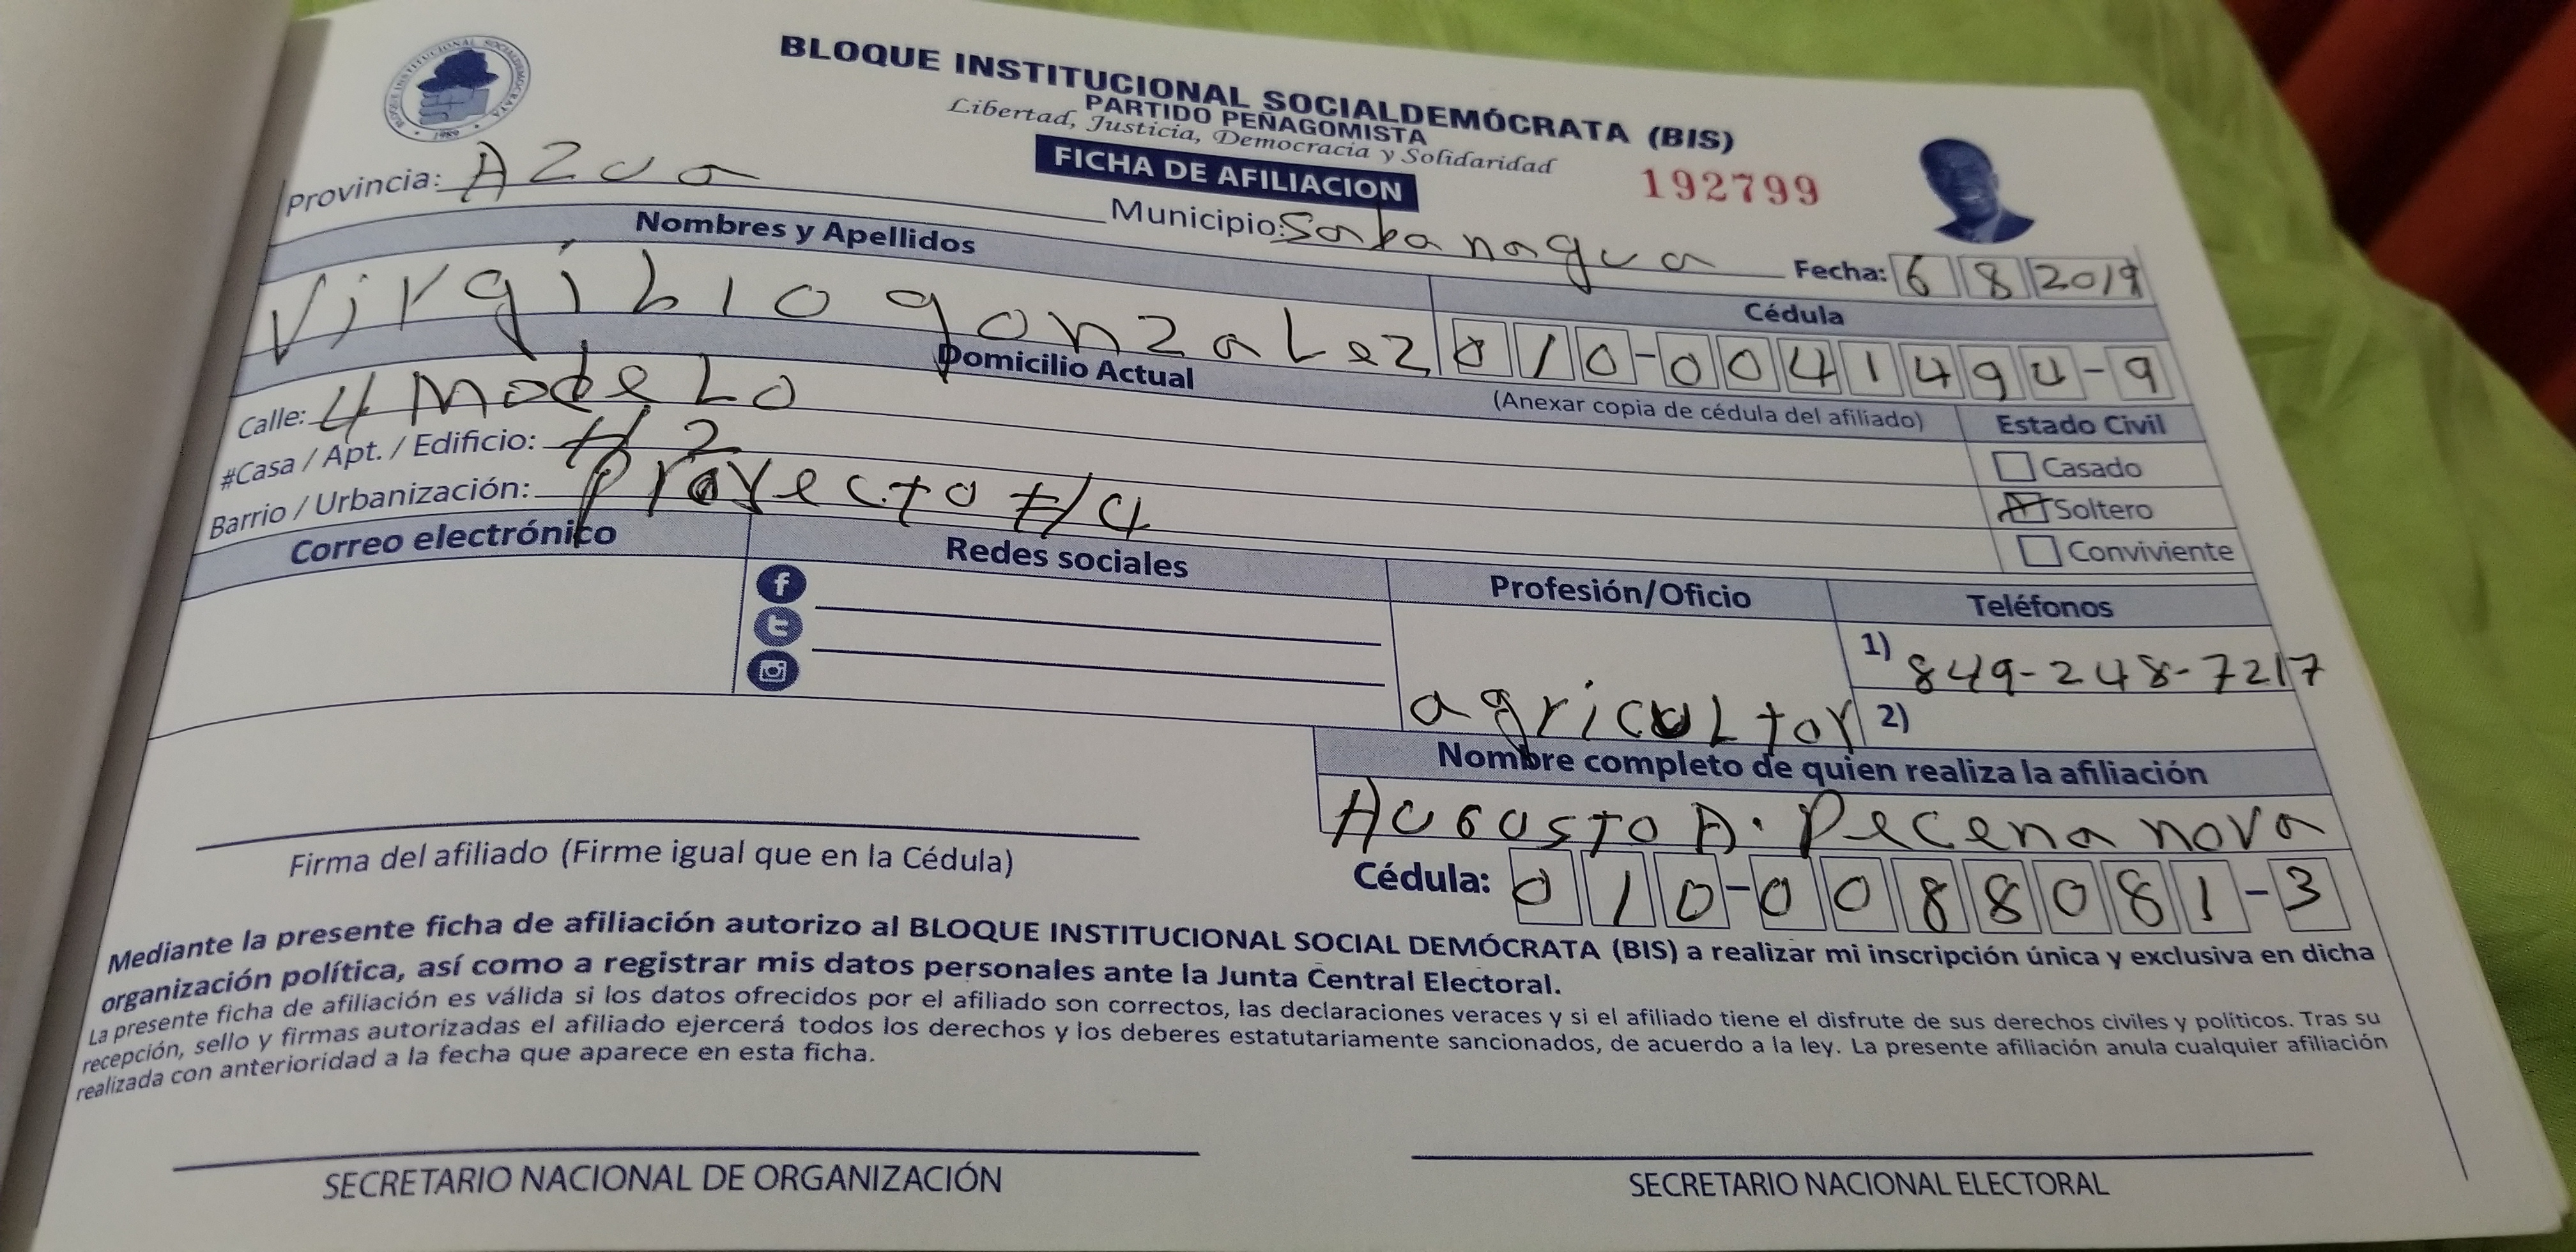 BLOQUE INSTITUCIONAL SOCIALDEMOCRATA
1989
BLOQUE INSTITUCIONAL SOCIALDEMÓCRATA (BIS)
PARTIDO PEÑAGOMISTA
Libertad, Justicia, Democracia y Solidaridad
FICHA DE AFILIACION
192799
Provincia: AZUa
Municipio: Sabanagua
Fecha: 6 8 2019
Nombres y Apellidos
Cédula
Virgilio gonzaLez 010-0041494-9
Domicilio Actual
(Anexar copia de cédula del afiliado)
Estado Civil
Calle: 4 ModeLo
#Casa / Apt. / Edificio: # 2
Barrio / Urbanización: Proyecto #4
Casado
Soltero
Conviviente
Correo electrónico
Redes sociales
Profesión/Oficio
Teléfonos
f
t
agricuLtor
1) 849-248-7217
2)
Nombre completo de quien realiza la afiliación
AUGUSTO A. Pecena nova
Cédula: 010-0088081-3
Firma del afiliado (Firme igual que en la Cédula)
Mediante la presente ficha de afiliación autorizo al BLOQUE INSTITUCIONAL SOCIAL DEMÓCRATA (BIS) a realizar mi inscripción única y exclusiva en dicha
organización política, así como a registrar mis datos personales ante la Junta Central Electoral.
La presente ficha de afiliación es válida si los datos ofrecidos por el afiliado son correctos, las declaraciones veraces y si el afiliado tiene el disfrute de sus derechos civiles y políticos. Tras su
recepción, sello y firmas autorizadas el afiliado ejercerá todos los derechos y los deberes estatutariamente sancionados, de acuerdo a la ley. La presente afiliación anula cualquier afiliación
realizada con anterioridad a la fecha que aparece en esta ficha.
SECRETARIO NACIONAL DE ORGANIZACIÓN
SECRETARIO NACIONAL ELECTORAL